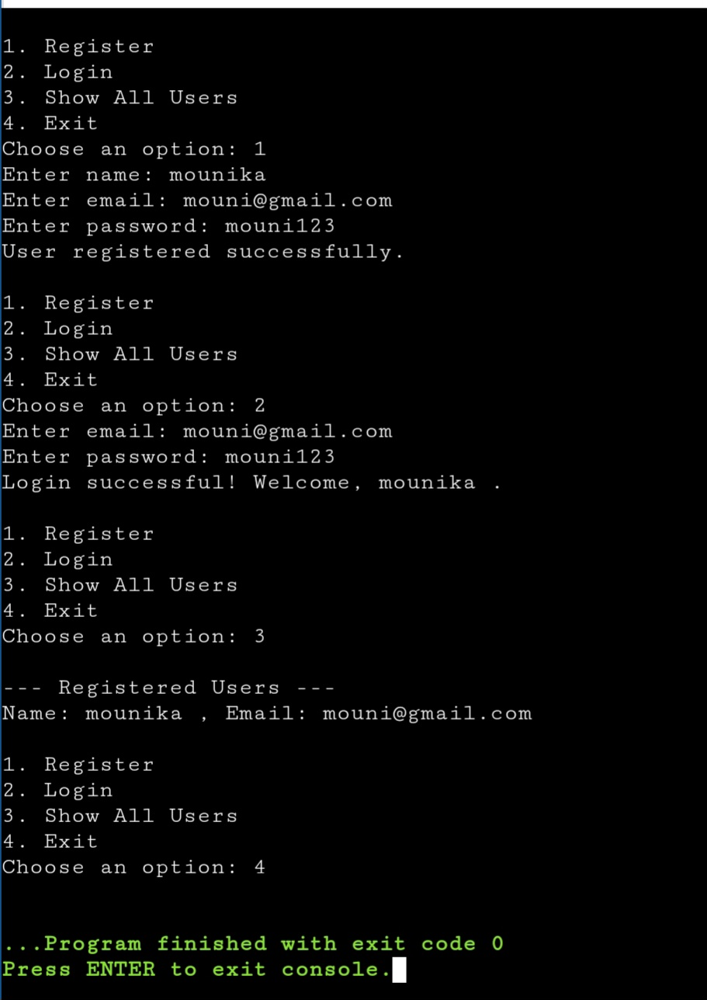 1. Register
2. Login
3. Show All Users
4. Exit
Choose an option: 1
Enter name: mounika
Enter email: mouni@gmail.com
Enter password: mouni123
User registered successfully.
1. Register
2. Login
3. Show All Users
4. Exit
Choose an option: 2
Enter email: mouni@gmail.com
Enter password: mouni123
Login successful! Welcome, mounika .
1. Register
2. Login
3. Show All Users
4. Exit
Choose an option: 3
--- Registered Users ---
Name: mounika , Email: mouni@gmail.com
1. Register
2. Login
3. Show All Users
4. Exit
Choose an option: 4
...Program finished with exit code 0
Press ENTER to exit console.